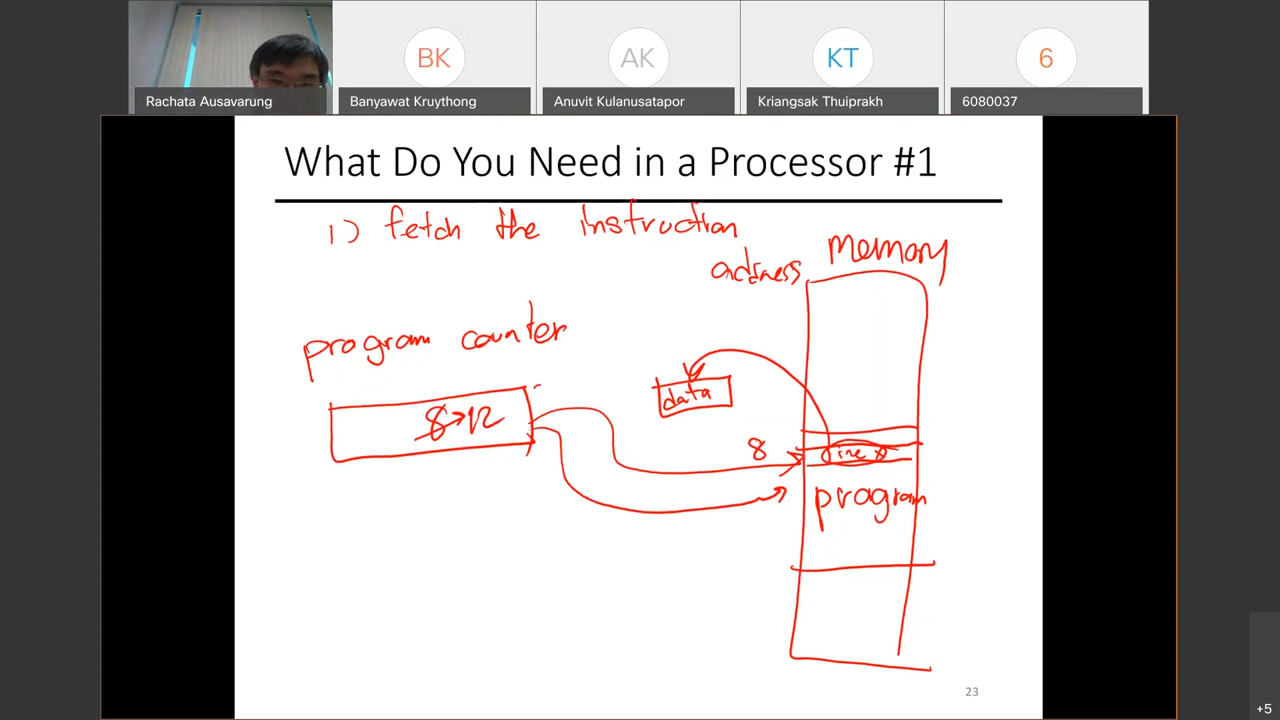 BK
AK
KT
6
Rachata Ausavarung
Banyawat Kruythong
Anuvit Kulanusatapor
Kriangsak Thuiprakh
6080037
What Do You Need in a Processor #1
1) fetch the instruction
address
Memory
program counter
data
8→12
8
program
23
+5